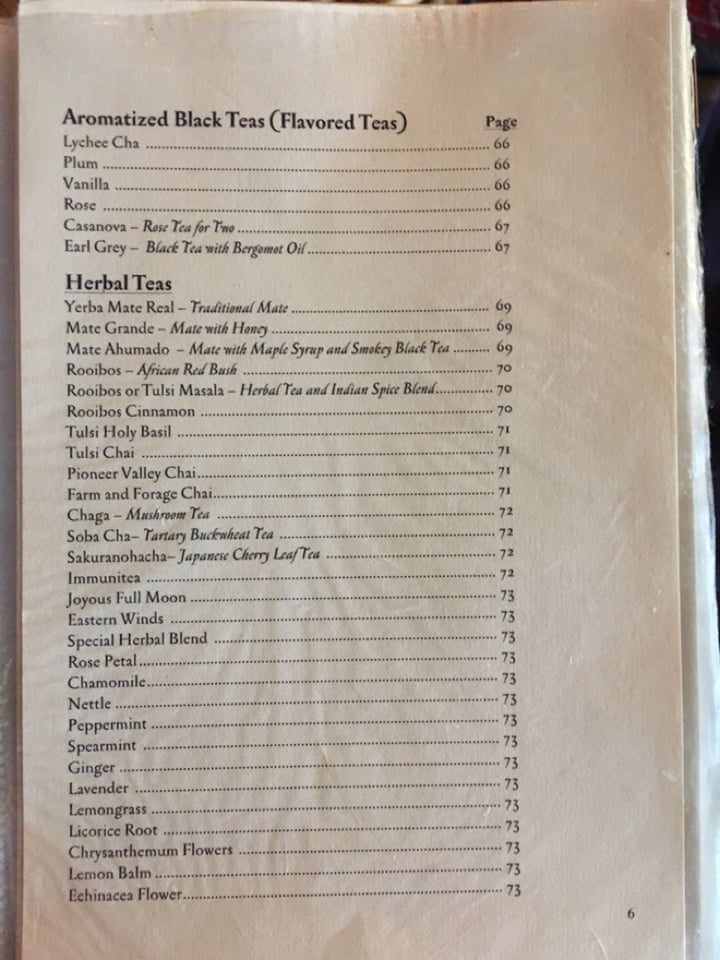 Aromatized Black Teas (Flavored Teas) Page
Lychee Cha ........ 66
Plum ........ 66
Vanilla ........ 66
Rose ........ 66
Casanova – Rose Tea for Two ........ 67
Earl Grey – Black Tea with Bergamot Oil ........ 67
Herbal Teas
Yerba Mate Real – Traditional Mate ........ 69
Mate Grande – Mate with Honey ........ 69
Mate Ahumado – Mate with Maple Syrup and Smokey Black Tea ........ 69
Rooibos – African Red Bush ........ 70
Rooibos or Tulsi Masala – Herbal Tea and Indian Spice Blend ........ 70
Rooibos Cinnamon ........ 70
Tulsi Holy Basil ........ 71
Tulsi Chai ........ 71
Pioneer Valley Chai ........ 71
Farm and Forage Chai ........ 71
Chaga – Mushroom Tea ........ 72
Soba Cha– Tartary Buckwheat Tea ........ 72
Sakuranohacha– Japanese Cherry Leaf Tea ........ 72
Immunitea ........ 72
Joyous Full Moon ........ 73
Eastern Winds ........ 73
Special Herbal Blend ........ 73
Rose Petal ........ 73
Chamomile ........ 73
Nettle ........ 73
Peppermint ........ 73
Spearmint ........ 73
Ginger ........ 73
Lavender ........ 73
Lemongrass ........ 73
Licorice Root ........ 73
Chrysanthemum Flowers ........ 73
Lemon Balm ........ 73
Echinacea Flower ........ 73
6